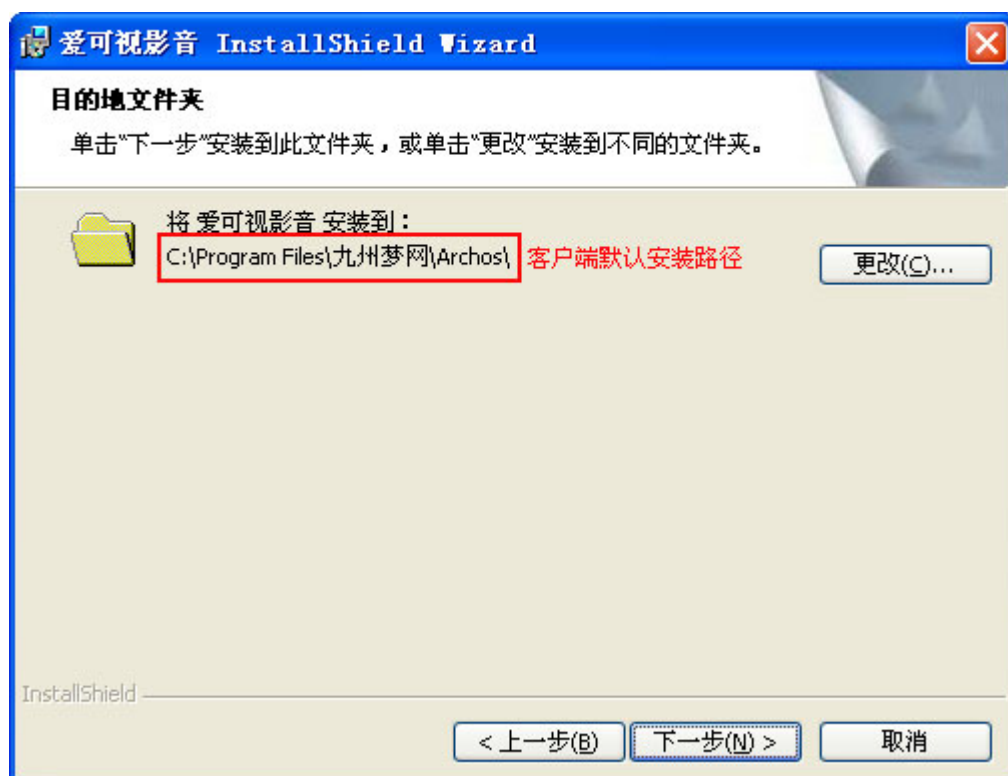 爱可视影音 InstallShield Wizard
目的地文件夹
单击“下一步”安装到此文件夹，或单击“更改”安装到不同的文件夹。
将 爱可视影音 安装到：
C:\Program Files\九州梦网\Archos\ 客户端默认安装路径
更改(C)...
InstallShield
< 上一步(B) 下一步(N) > 取消